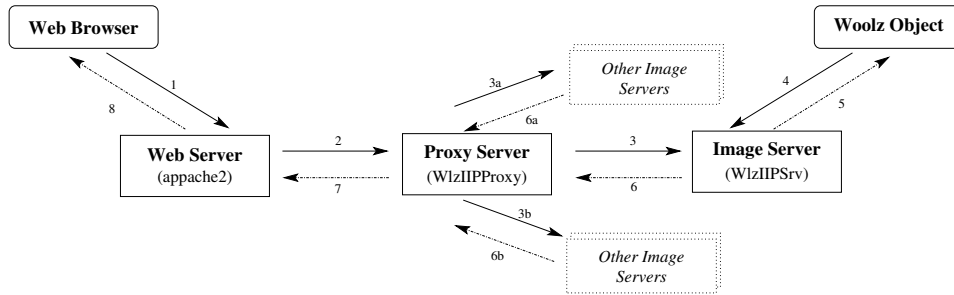 Web Browser
Woolz Object
1
8
3a
Other Image
Servers
6a
4
5
Web Server
(appache2)
2
7
Proxy Server
(WlzIIPProxy)
3
6
Image Server
(WlzIIPSrv)
3b
6b
Other Image
Servers